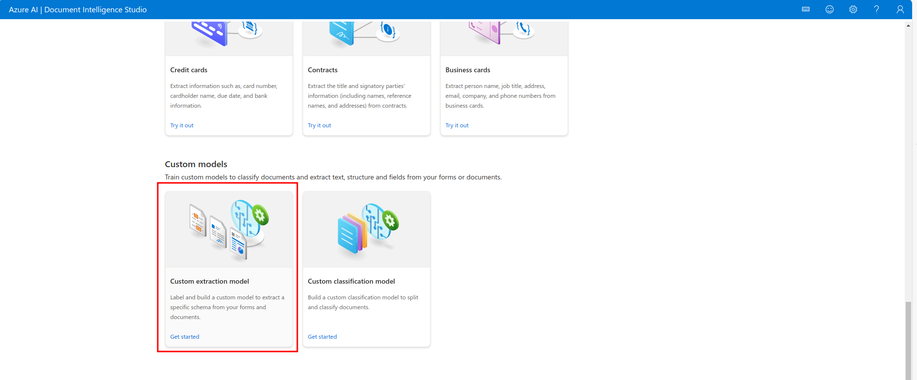 Azure AI | Document Intelligence Studio
Credit cards
Extract information such as, card number,
cardholder name, due date, and bank
information.
Try it out
Contracts
Extract the title and signatory parties'
information (including names, reference
names, and addresses) from contracts.
Try it out
Business cards
Extract person name, job title, address,
email, company, and phone numbers from
business cards.
Try it out
Custom models
Train custom models to classify documents and extract text, structure and fields from your forms or documents.
Custom extraction model
Label and build a custom model to extract a
specific schema from your forms and
documents.
Get started
Custom classification model
Build a custom classification model to split
and classify documents.
Get started